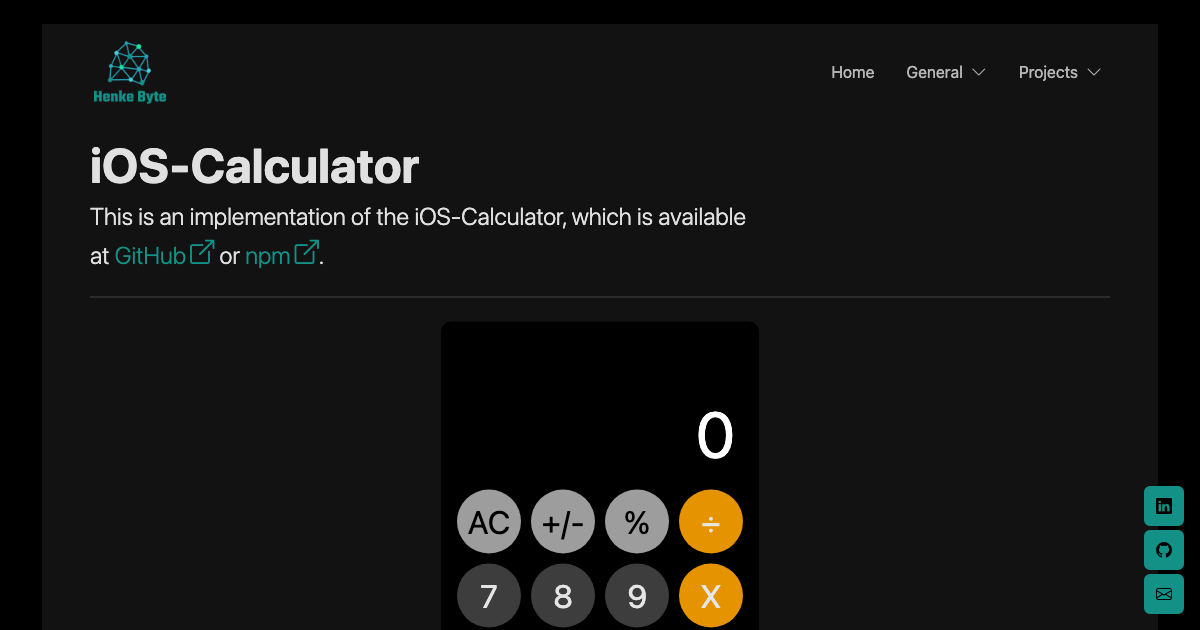 Henke Byte
Home General Projects
iOS-Calculator
This is an implementation of the iOS-Calculator, which is available
at GitHub or npm.
0
AC +/- % ÷
7 8 9 X
in